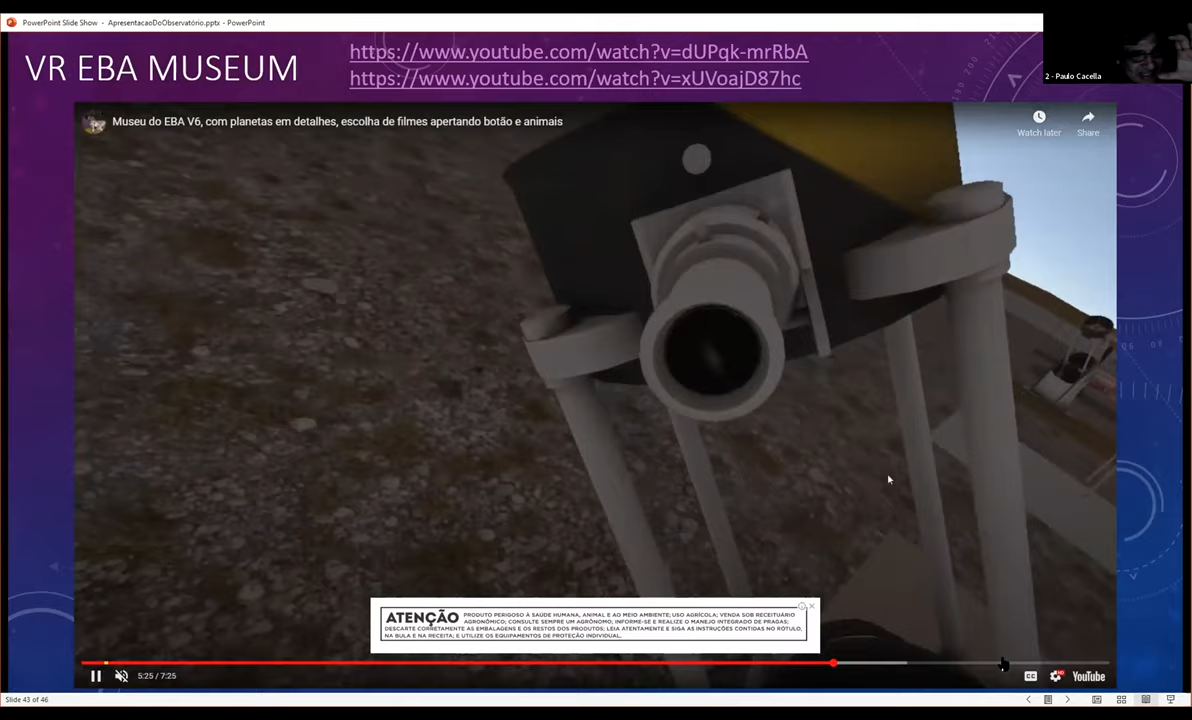 PowerPoint Slide Show - ApresentacaoDoObservatório.pptx - PowerPoint
VR EBA MUSEUM
https://www.youtube.com/watch?v=dUPqk-mrRbA
https://www.youtube.com/watch?v=xUVoajD87hc
2 - Paulo Cacella
Museu do EBA V6, com planetas em detalhes, escolha de filmes apertando botão e animais
Watch later
Share
ATENÇÃO PRODUTO PERIGOSO À SAÚDE HUMANA, ANIMAL E AO MEIO AMBIENTE; USO AGRÍCOLA; VENDA SOB RECEITUÁRIO
AGRONÔMICO; CONSULTE SEMPRE UM AGRÔNOMO; INFORME-SE E REALIZE O MANEJO INTEGRADO DE PRAGAS;
DESCARTE CORRETAMENTE AS EMBALAGENS E OS RESTOS DOS PRODUTOS; LEIA ATENTAMENTE E SIGA AS INSTRUÇÕES CONTIDAS NO RÓTULO,
NA BULA E NA RECEITA; E UTILIZE OS EQUIPAMENTOS DE PROTEÇÃO INDIVIDUAL.
5:25 / 7:25
CC
HD
YouTube
Slide 43 of 46